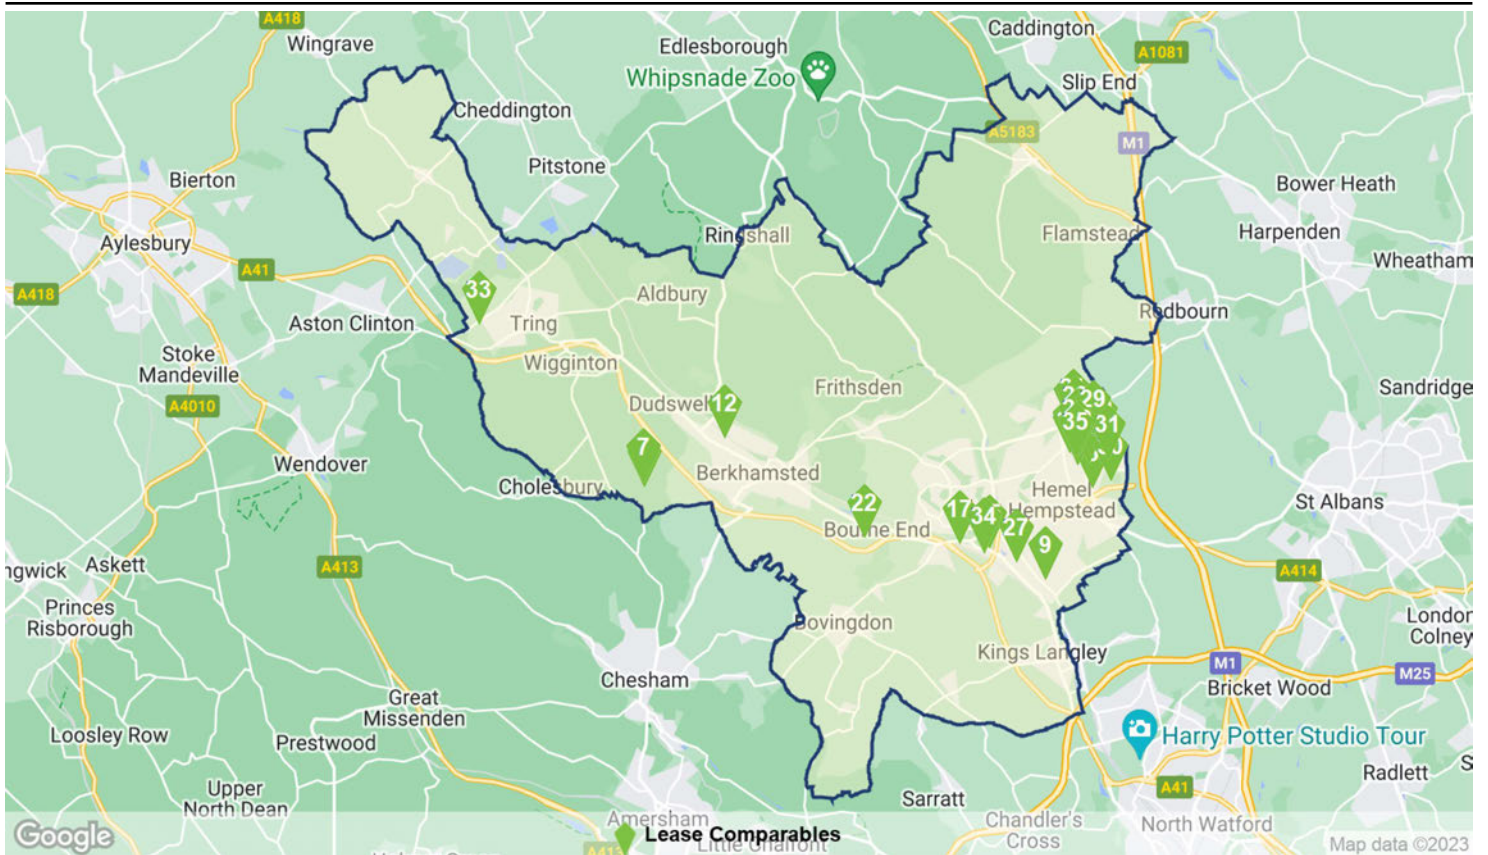 A418
Wingrave
Edlesborough
Caddington
A1081
Whipsnade Zoo
Slip End
Cheddington
A5183
M1
Pitstone
Bierton
Bower Heath
Aylesbury
Ringshall
Flamstead
Harpenden
Wheatham
A41
A418
33
Aldbury
Redbourn
Aston Clinton
Tring
Stoke
Mandeville
Wigginton
Frithsden
Sandridge
A4010
Dudswell
12
29
35
31
7
Wendover
Berkhamsted
Cholesbury
22
17
34
27
9
Hemel
Hempstead
St Albans
Bourne End
ngwick
Askett
A413
A414
Princes
Risborough
Bovingdon
London
Colney
Kings Langley
Chesham
M1
M25
Great
Missenden
Bricket Wood
Loosley Row
Prestwood
Harry Potter Studio Tour
Radlett
Upper
North Dean
A41
Sarratt
Amersham
Chandler's
Cross
North Watford
Google
Lease Comparables
Little Chalfont
A413
Map data ©2023